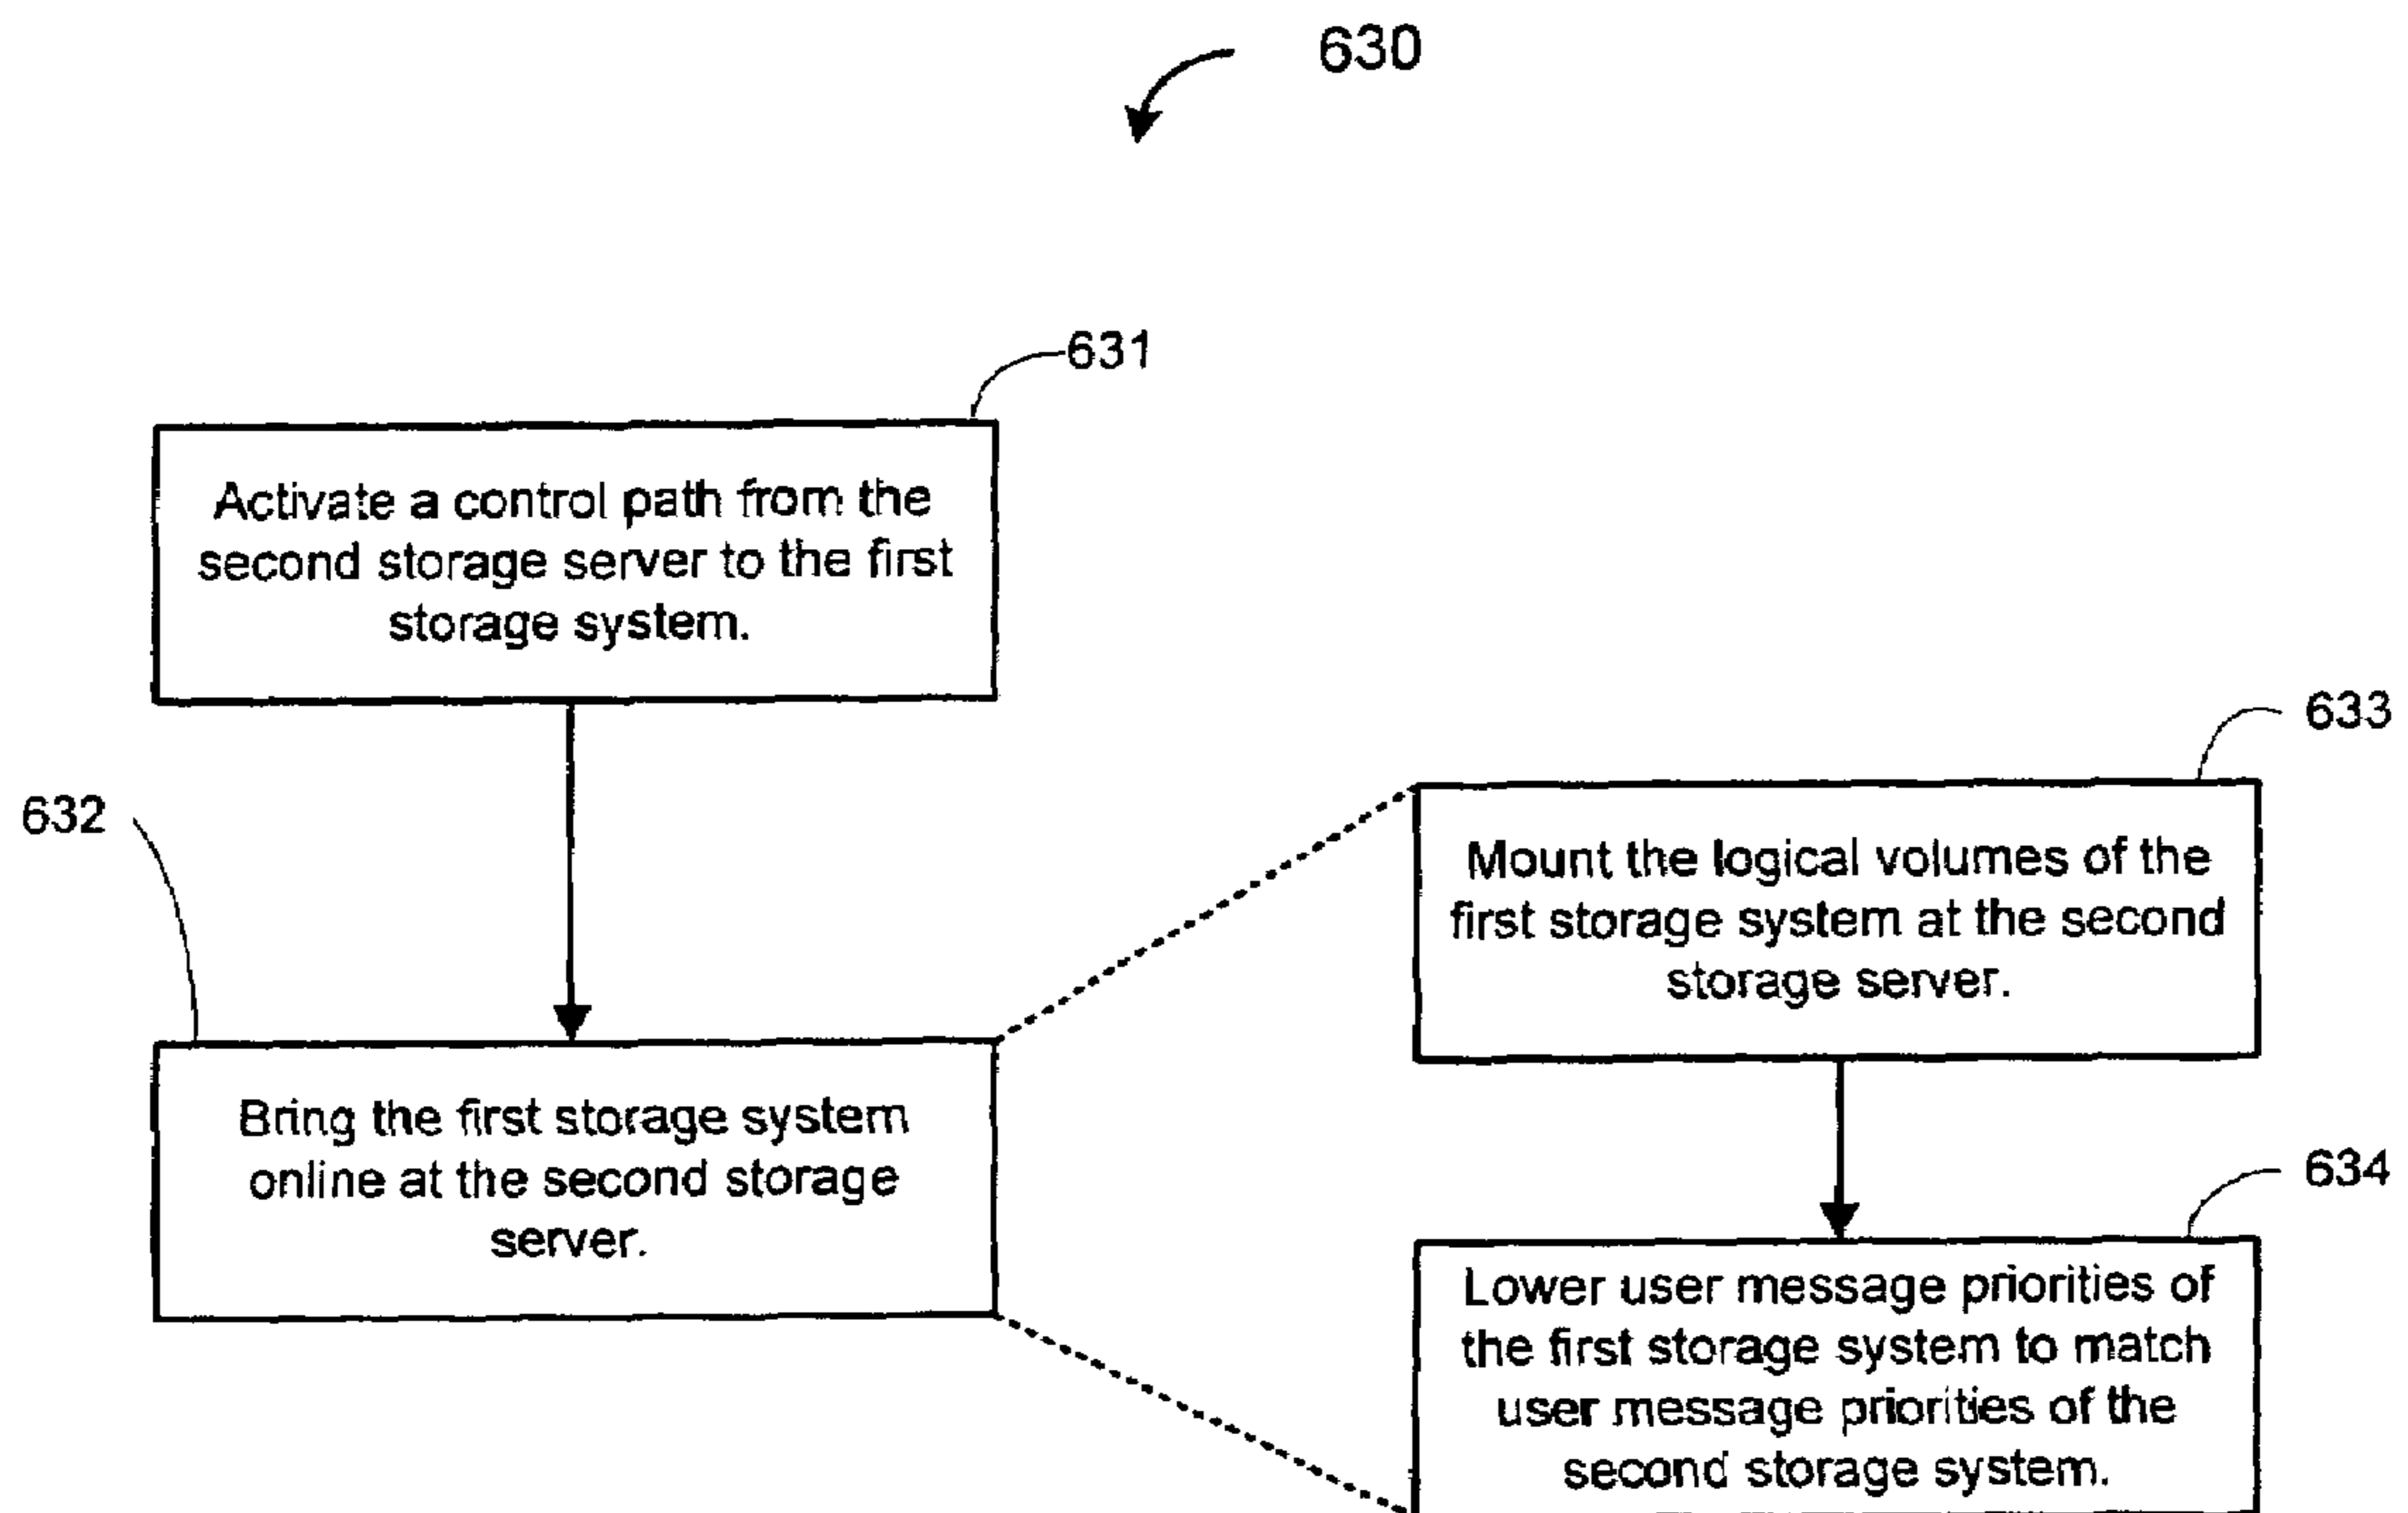 630
631
Activate a control path from the
second storage server to the first
storage system.
632
Bring the first storage system
online at the second storage
server.
633
Mount the logical volumes of the
first storage system at the second
storage server.
634
Lower user message priorities of
the first storage system to match
user message priorities of the
second storage system.